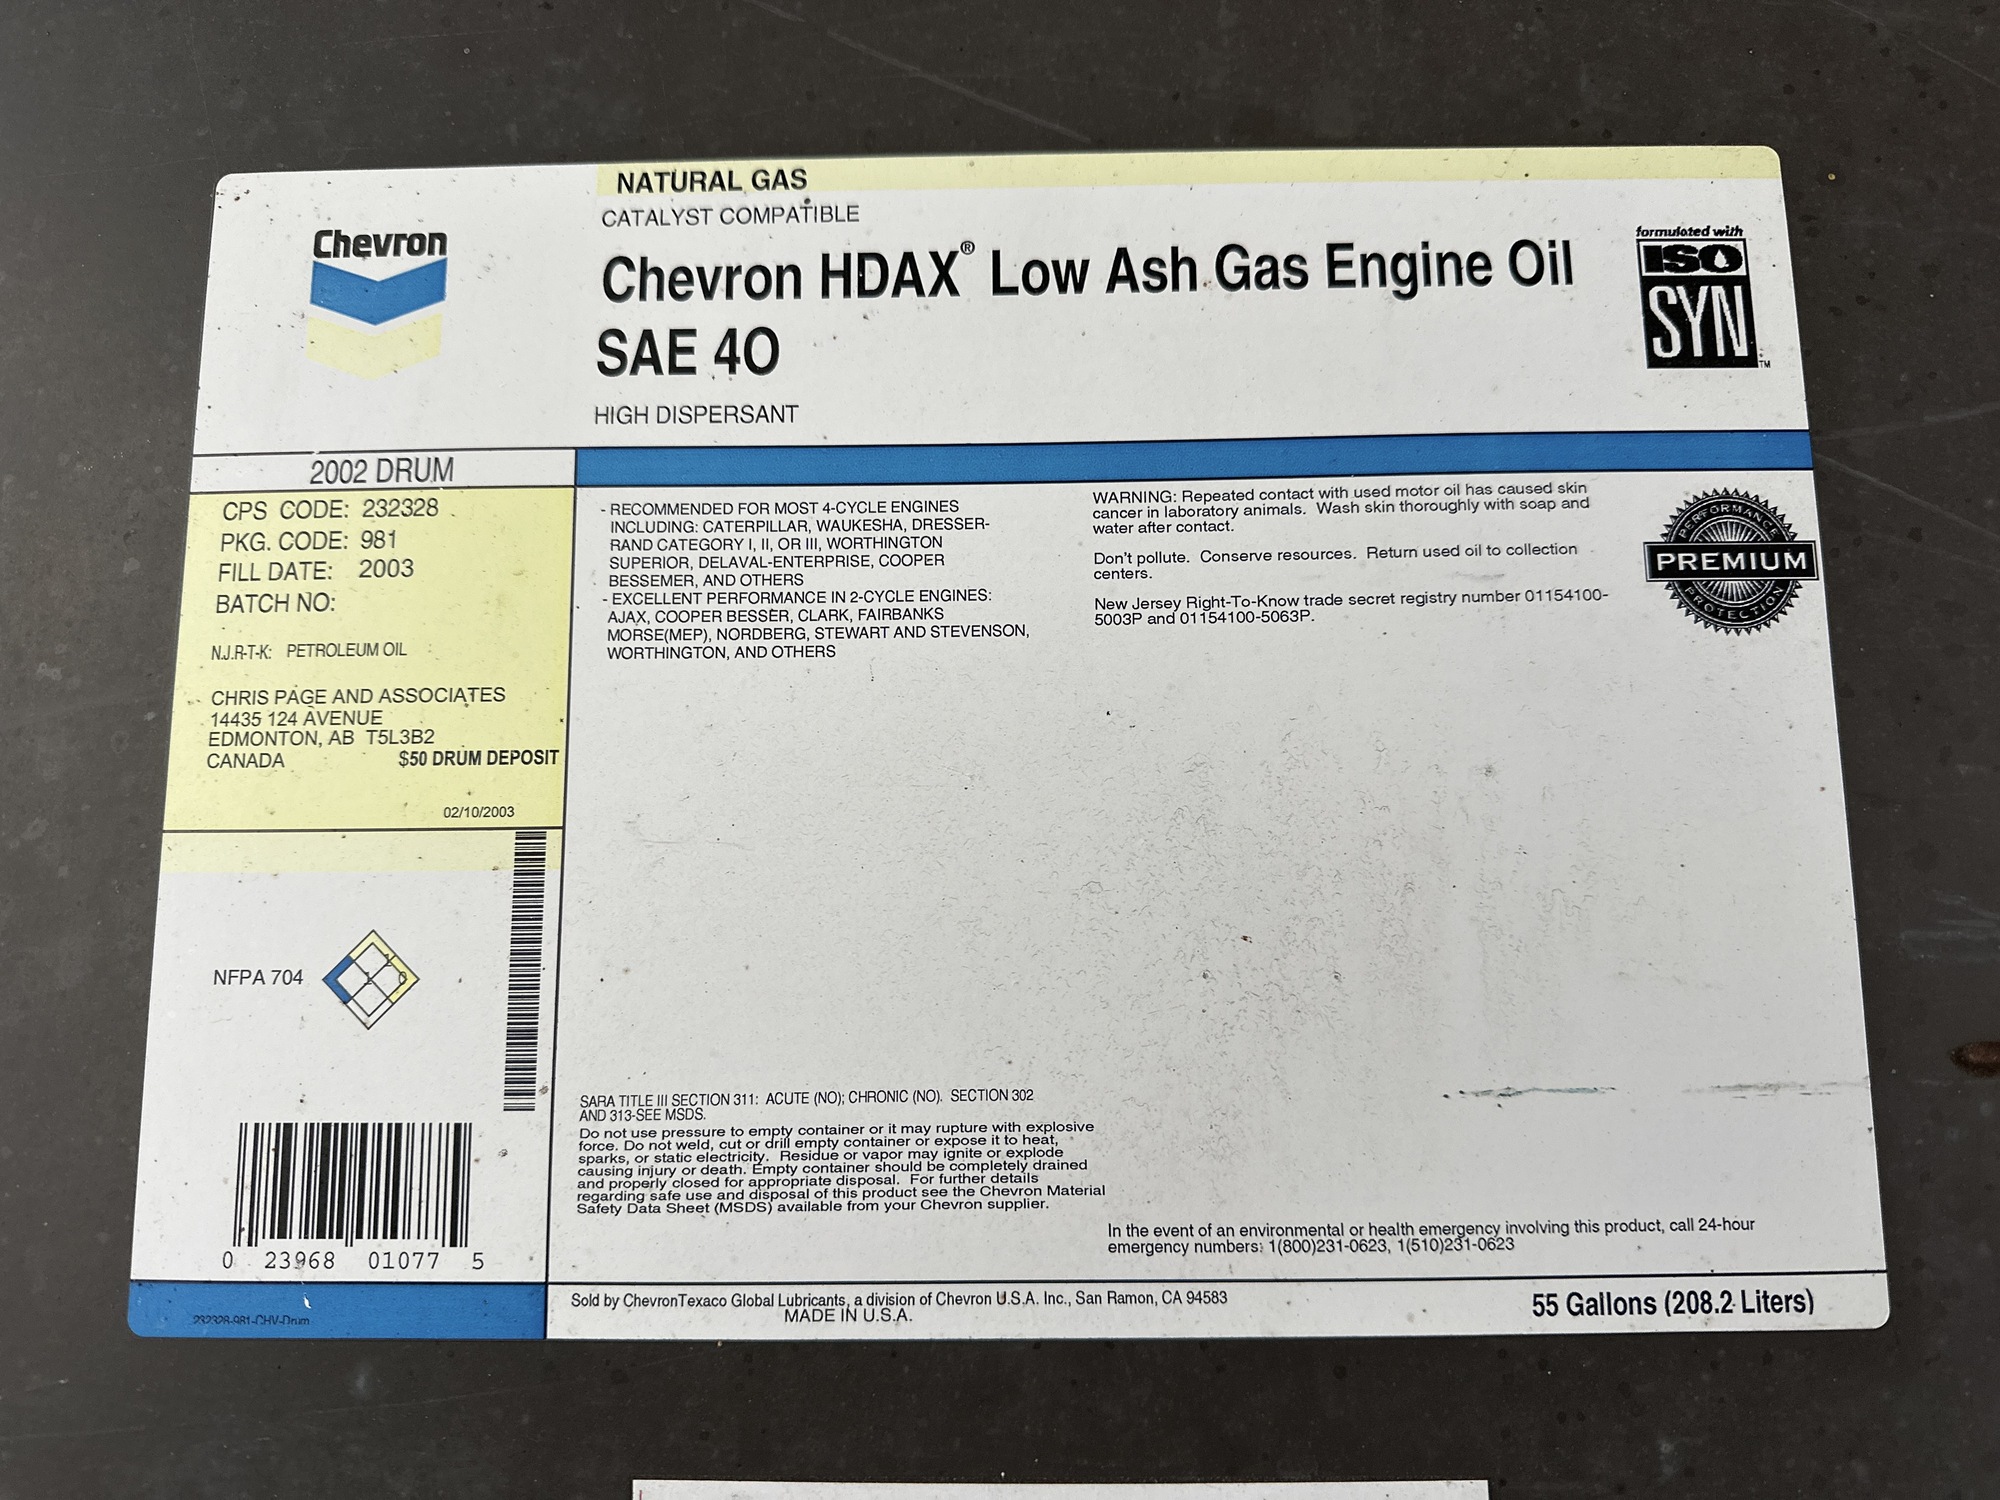 NATURAL GAS
CATALYST COMPATIBLE
Chevron
Chevron HDAX® Low Ash Gas Engine Oil
SAE 40
HIGH DISPERSANT
formulated with
ISO
SYN
TM
2002 DRUM
CPS CODE: 232328
PKG. CODE: 981
FILL DATE: 2003
BATCH NO:
N.J.R-T-K: PETROLEUM OIL
CHRIS PAGE AND ASSOCIATES
14435 124 AVENUE
EDMONTON, AB T5L3B2
CANADA $50 DRUM DEPOSIT
02/10/2003
- RECOMMENDED FOR MOST 4-CYCLE ENGINES
INCLUDING: CATERPILLAR, WAUKESHA, DRESSER-
RAND CATEGORY I, II, OR III, WORTHINGTON
SUPERIOR, DELAVAL-ENTERPRISE, COOPER
BESSEMER, AND OTHERS
- EXCELLENT PERFORMANCE IN 2-CYCLE ENGINES:
AJAX, COOPER BESSER, CLARK, FAIRBANKS
MORSE(MEP), NORDBERG, STEWART AND STEVENSON,
WORTHINGTON, AND OTHERS
WARNING: Repeated contact with used motor oil has caused skin
cancer in laboratory animals. Wash skin thoroughly with soap and
water after contact.
Don't pollute. Conserve resources. Return used oil to collection
centers.
New Jersey Right-To-Know trade secret registry number 01154100-
5003P and 01154100-5063P.
PERFORMANCE
PREMIUM
PROTECTION
NFPA 704
1
1 0
0 23968 01077 5
SARA TITLE III SECTION 311: ACUTE (NO); CHRONIC (NO). SECTION 302
AND 313-SEE MSDS.
Do not use pressure to empty container or it may rupture with explosive
force. Do not weld, cut or drill empty container or expose it to heat,
sparks, or static electricity. Residue or vapor may ignite or explode
causing injury or death. Empty container should be completely drained
and properly closed for appropriate disposal. For further details
regarding safe use and disposal of this product see the Chevron Material
Safety Data Sheet (MSDS) available from your Chevron supplier.
In the event of an environmental or health emergency involving this product, call 24-hour
emergency numbers: 1(800)231-0623, 1(510)231-0623
232328-981-CHV-Drum
Sold by ChevronTexaco Global Lubricants, a division of Chevron U.S.A. Inc., San Ramon, CA 94583
MADE IN U.S.A.
55 Gallons (208.2 Liters)